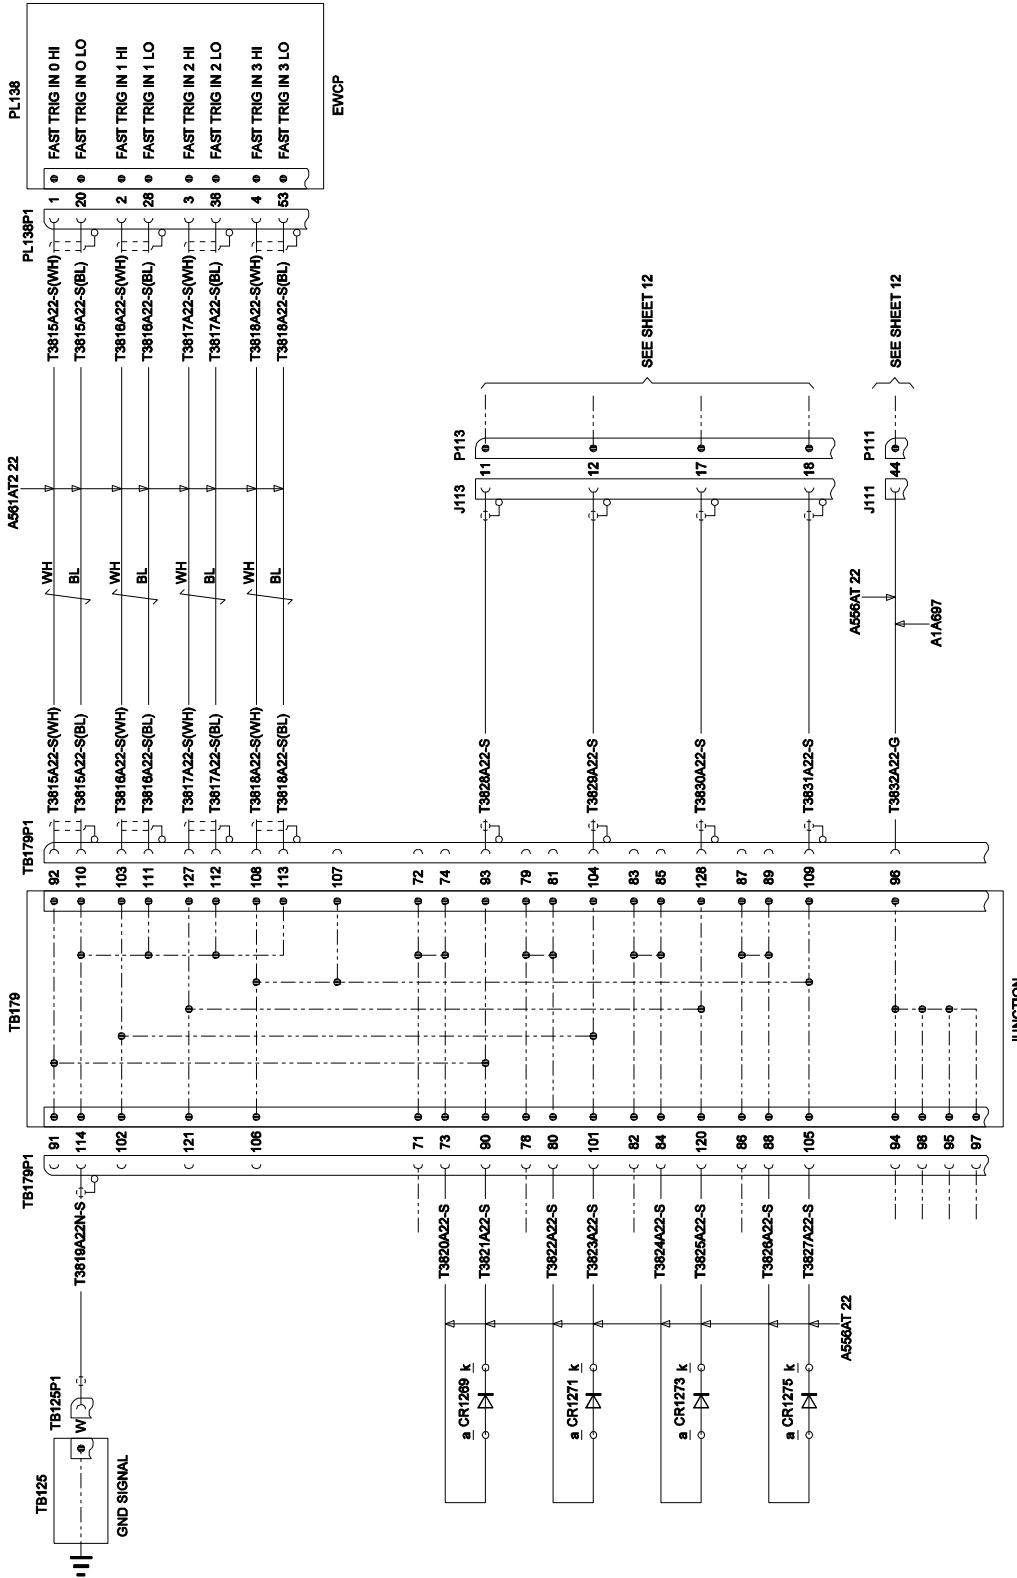 TB125
GND SIGNAL
TB125P1
W
T3819A22N-S
TB179P1
91
114
102
121
106
71
73
90
78
80
101
82
84
120
86
88
105
94
98
95
97
T3820A22-S
T3821A22-S
T3822A22-S
T3823A22-S
T3824A22-S
T3825A22-S
T3826A22-S
T3827A22-S
a CR1269 k
a CR1271 k
a CR1273 k
a CR1275 k
A556AT 22
TB179
JUNCTION
TB179P1
92
110
103
111
127
112
108
113
107
72
74
93
79
81
104
83
85
128
87
89
109
96
T3815A22-S(WH)
T3815A22-S(BL)
T3816A22-S(WH)
T3816A22-S(BL)
T3817A22-S(WH)
T3817A22-S(BL)
T3818A22-S(WH)
T3818A22-S(BL)
T3828A22-S
T3829A22-S
T3830A22-S
T3831A22-S
T3832A22-G
WH
BL
WH
BL
WH
BL
WH
BL
A561AT2 22
A556AT 22
A1A697
T3815A22-S(WH)
T3815A22-S(BL)
T3816A22-S(WH)
T3816A22-S(BL)
T3817A22-S(WH)
T3817A22-S(BL)
T3818A22-S(WH)
T3818A22-S(BL)
PL138P1
1
20
2
28
3
38
4
53
PL138
FAST TRIG IN 0 HI
FAST TRIG IN O LO
FAST TRIG IN 1 HI
FAST TRIG IN 1 LO
FAST TRIG IN 2 HI
FAST TRIG IN 2 LO
FAST TRIG IN 3 HI
FAST TRIG IN 3 LO
EWCP
J113
P113
11
12
17
18
SEE SHEET 12
J111
P111
44
SEE SHEET 12